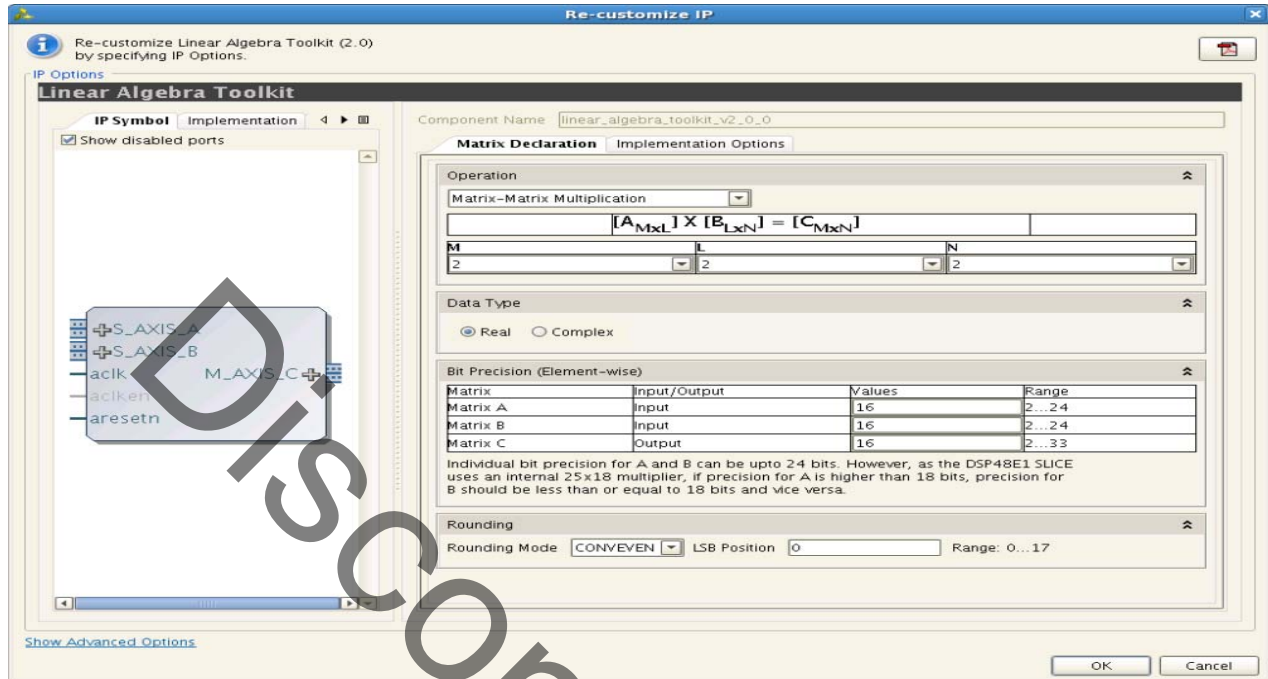 Re-customize IP
Re-customize Linear Algebra Toolkit (2.0)
by specifying IP Options.
IP Options
Linear Algebra Toolkit
IP Symbol Implementation
Show disabled ports
S_AXIS_A
S_AXIS_B
aclk M_AXIS_C
aclken
aresetn
Component Name linear_algebra_toolkit_v2_0_0
Matrix Declaration Implementation Options
Operation
Matrix-Matrix Multiplication
[AMxL] X [BLxN] = [CMxN]
M L N
2 2 2
Data Type
Real Complex
Bit Precision (Element-wise)
Matrix Input/Output Values Range
Matrix A Input 16 2...24
Matrix B Input 16 2...24
Matrix C Output 16 2...33
Individual bit precision for A and B can be upto 24 bits. However, as the DSP48E1 SLICE
uses an internal 25x18 multiplier, if precision for A is higher than 18 bits, precision for
B should be less than or equal to 18 bits and vice versa.
Rounding
Rounding Mode CONVEVEN LSB Position 0 Range: 0...17
Show Advanced Options
OK Cancel
Discon